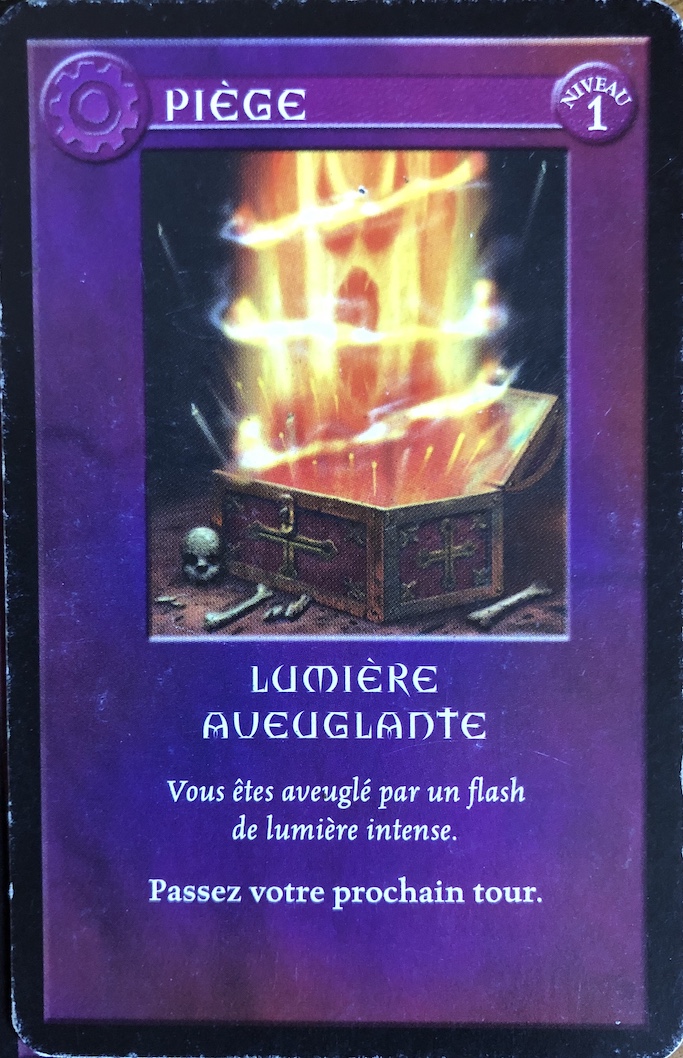 PIÈGE
NIVEAU
1
LUMIÈRE
AVEUGLANTE
Vous êtes aveuglé par un flash
de lumière intense.
Passez votre prochain tour.